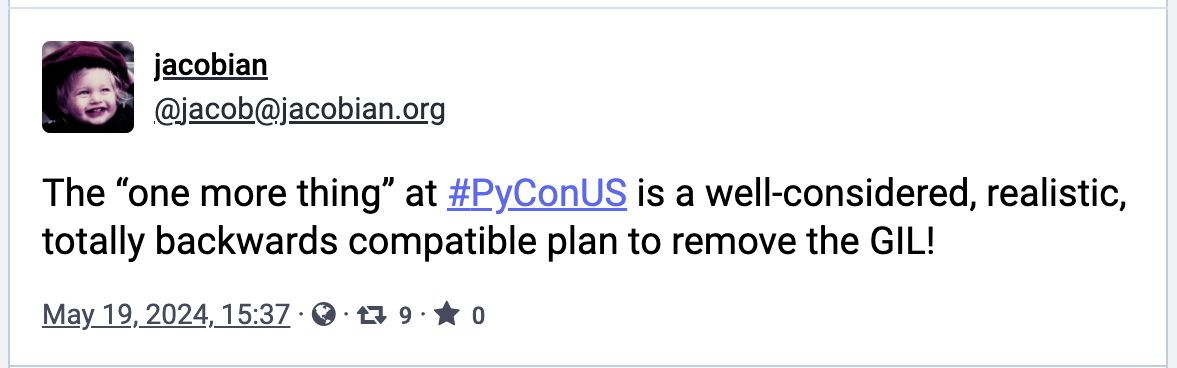 jacobian
@jacob@jacobian.org
The “one more thing” at #PyConUS is a well-considered, realistic,
totally backwards compatible plan to remove the GIL!
May 19, 2024, 15:37 · · 9 · 0